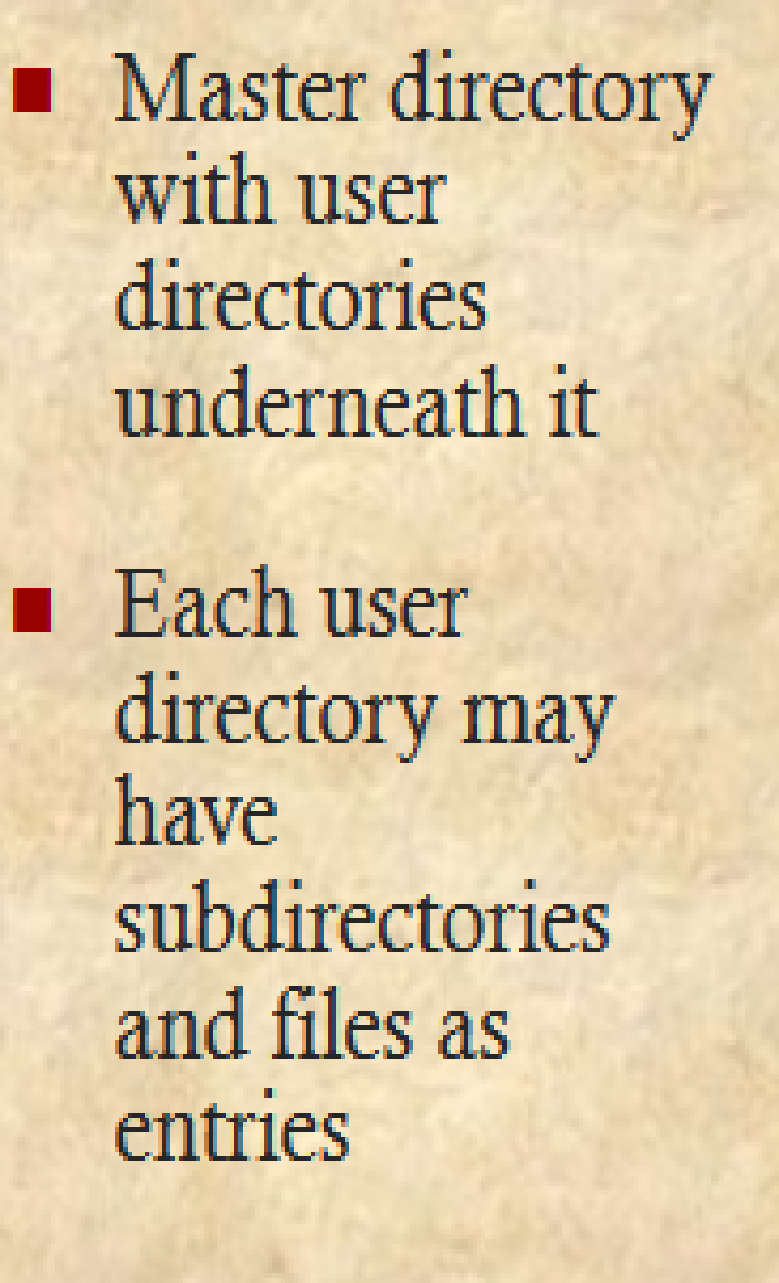 Master directory
with user
directories
underneath it
Each user
directory may
have
subdirectories
and files as
entries